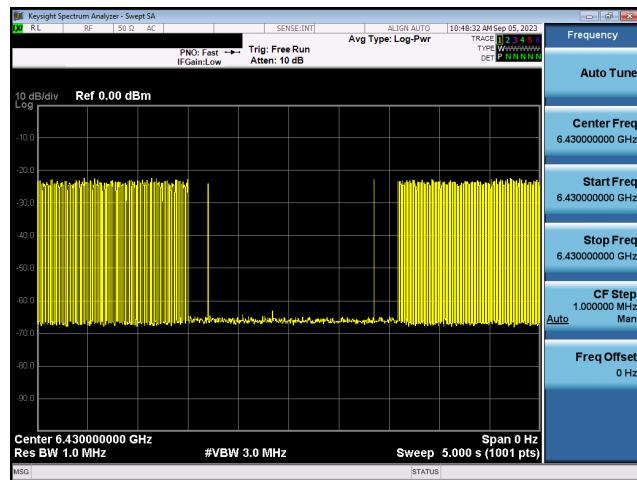 Keysight Spectrum Analyzer - Swept SA
RL RF 50 Ω AC SENSE:INT ALIGN AUTO 10:48:32 AM Sep 05, 2023
Avg Type: Log-Pwr TRACE 1 2 3 4 5 6
PNO: Fast Trig: Free Run TYPE W
IFGain:Low Atten: 10 dB DET P N N N N N
Frequency
Auto Tune
10 dB/div Ref 0.00 dBm
Log
Center Freq
6.430000000 GHz
-10.0
Start Freq
6.430000000 GHz
-20.0
-30.0
Stop Freq
6.430000000 GHz
-40.0
-50.0
CF Step
1.000000 MHz
Auto Man
-60.0
-70.0
Freq Offset
0 Hz
-80.0
-90.0
Center 6.430000000 GHz Span 0 Hz
Res BW 1.0 MHz #VBW 3.0 MHz Sweep 5.000 s (1001 pts)
MSG STATUS